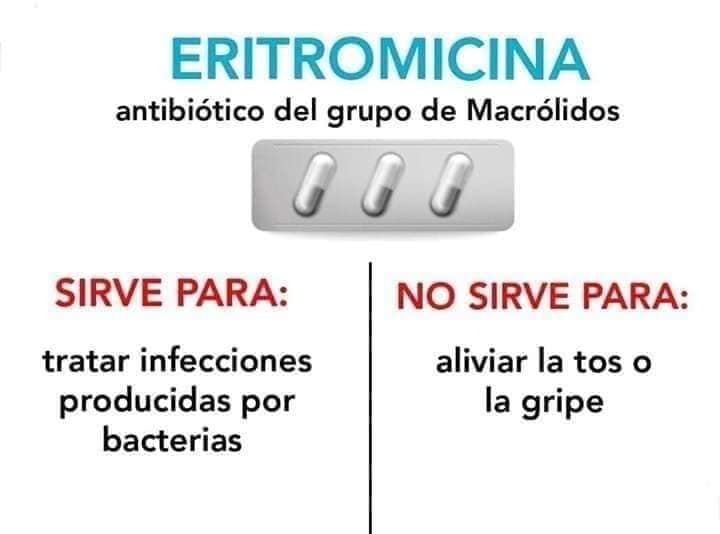 ERITROMICINA
antibiótico del grupo de Macrólidos
SIRVE PARA:
tratar infecciones
producidas por
bacterias
NO SIRVE PARA:
aliviar la tos o
la gripe